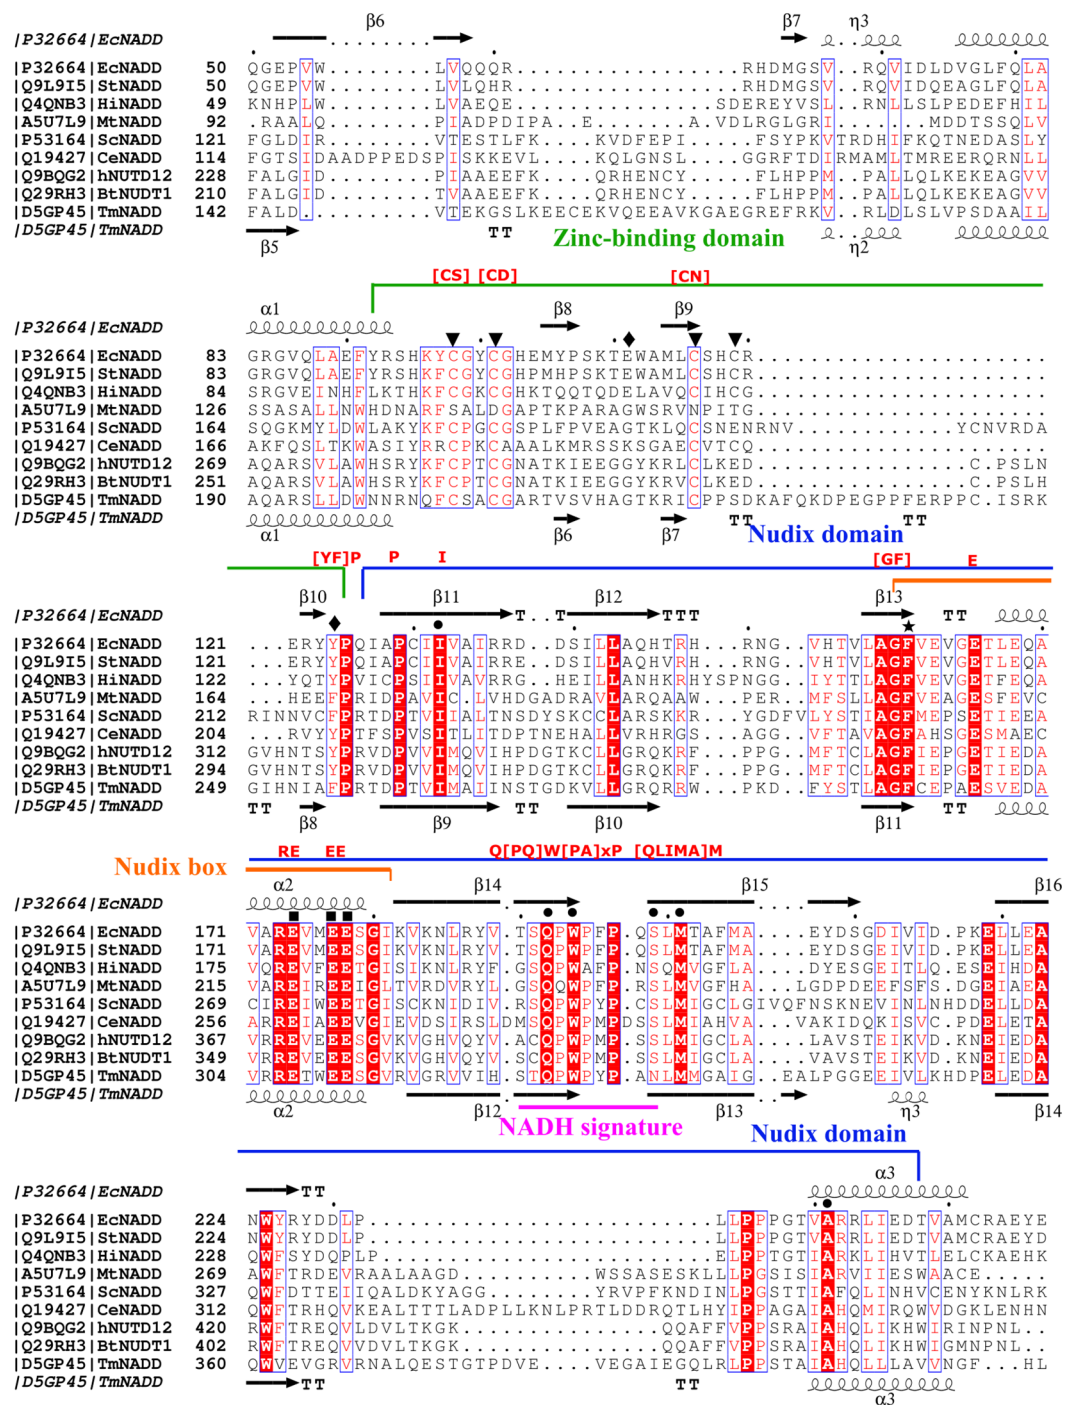 β6 β7 η3
|P32664|EcNADD
|P32664|EcNADD 50 QGEPVW........LVQQQR.................RHDMGSV..RQVIDLDVGLFQLA
|Q9L9I5|StNADD 50 QGEPVW........LVLQHR.................RHDMGSV..RQVIDLQEAGLFQLA
|Q4QNB3|HiNADD 49 KNHPLW........LVAEQE...............SDEREYVSL..RNLLSLPEDEFHIL
|A5U7L9|MtNADD 92 .RAALQ........PIADPDIPA..E........A.VDLRGLGRI....MDDTSSQLV
|P53164|ScNADD 121 FGLDIR........VTESTLFK....KVDFEPI.....FSYPKVTRDHIFKQTNEDASLY
|Q19427|CeNADD 114 FGTSIDAADPPEDSPISKKEVL....KQLGNSL....GGRFTDIRMAMLTMREERQRNLL
|Q9BQG2|hNUTD12 228 FALGID........PIAAEEFK....QRHENCY.....FLHPPMP.ALLQLKEKEAGVV
|Q29RH3|BtNUDT1 210 FALGID........TVAAEEFK....QRHENCY.....FLHPPMI.PALLQLKEKEAGVV
|D5GP45|TmNADD 142 FALD.........VTEKGSLKEECEKVQEEAVKGAEGREFRKV..RLDLSLVPSDAAIL
|D5GP45|TmNADD
β5 TT Zinc-binding domain η2
[CS] [CD] [CN]
α1 β8 β9
|P32664|EcNADD
|P32664|EcNADD 83 GRGVQLAEFYRSHKYCGYCGHEMYPSKTEWAMLCSHCR......................
|Q9L9I5|StNADD 83 GRGVQLAEFYRSHKFCGYCGHPMHPSKTEWAMLCSHCR......................
|Q4QNB3|HiNADD 84 SRGVEINHFLKTHKFCGKCGHKTQQTQDELAVQCIHCR......................
|A5U7L9|MtNADD 126 SSASALLNWHDNARFSALDGAPTKPARAGWSRVNPITG......................
|P53164|ScNADD 164 SQGKMYLDWLAKYKFCPGCGSPLFPVEAGTKLQCSNENRNV.........YCNVRDA
|Q19427|CeNADD 166 AKFQSLTKWASIYRRCPKCAAALKMRSSKSGAECVTCQ......................
|Q9BQG2|hNUTD12 269 AQARSVLAWHSRYKFCPTCGNATKIEEGGYKRLCLKED................C.PSLN
|Q29RH3|BtNUDT1 251 AQARSVLAWHSRYKFCPTCGNATKIEEGGYKRLCLKED................C.PSLH
|D5GP45|TmNADD 190 AQARSLLDWNNRNQFCSACGARTVSVHAGTKRICPPSDKAFQKDPEGPPFERPPC.ISRK
|D5GP45|TmNADD
α1 β6 β7 TT TT
Nudix domain
[YF]P P I [GF] E
β10 β11 T..T β12 TTT β13 TT
|P32664|EcNADD
|P32664|EcNADD 121 ...ERYYPQIAPCIIVAIRRD..DSILLAQHTRH...RNG...VHTVLAGFVEVGETLEQA
|Q9L9I5|StNADD 121 ...ERYYPQIAPCIIVAIRRE..DSILLAQHVRH...RNG...VHTVLAGFVEVGETLEQA
|Q4QNB3|HiNADD 122 ...YQTYPVICPSIIVAVRRG..HEILLANHKRHYSPNGG...IYTTLAGFVEVGETFEQA
|A5U7L9|MtNADD 164 ...HEEFPRIDPAVIC.LVHDGADRAVLARQAAW...PER...MFSLLAGFVEAGESFEVC
|P53164|ScNADD 212 RINNVCFPRTDPTVIIALTNSDYSKCCLARSKKR...YGDFVLYSTIAGFMEPSETIEEA
|Q19427|CeNADD 204 ...RVYYPTFSPVSITLITDPTNEHALLVRHRGS...AGG...VFTAVAGFAHSGESMAEC
|Q9BQG2|hNUTD12 312 GVHNTSYPRVDPVVIMQVIHPDGTKCLLGRQKRF...PPG...MFTCLAGFIEPGETIEDA
|Q29RH3|BtNUDT1 294 GVHNTSYPRVDPVVIMQVIHPDGTKCLLGRQKRF...PPG...MFTCLAGFIEPGETIEDA
|D5GP45|TmNADD 249 GIHNIAFPRTDPTVIMAIINSTGDKVLLGRQRRW...PKD...FYSTLAGFCEPAESVEDA
|D5GP45|TmNADD
TT β8 β9 TT β10 β11 TT
RE EE Q[PQ]W[PA]xP [QLIMA]M
Nudix box
α2 β14 β15 β16
|P32664|EcNADD
|P32664|EcNADD 171 VAREVMEESGIKVKNLRYV.TSQPWPFP.QSLMTAFMA....EYDSGDIVID.PKELLEA
|Q9L9I5|StNADD 171 VAREVMEESGIKVKNLRYV.TSQPWPFP.QSLMTAFMA....EYDSGEIVID.PKELLEA
|Q4QNB3|HiNADD 175 VQREVFEETGISIKNLRYF.GSQPWAFP.NSQMVGFLA....DYESGEITLQ.ESEIHDA
|A5U7L9|MtNADD 215 VAREIREEIGLTVRDVRYL.GSQQWPFP.RSLMVGFHA...LGDPDEEFSFS.DGEIAEA
|P53164|ScNADD 269 CIREIWEETGISCKNIDIV.RSQPWPYP.CSLMIGCLGIVQFNSKNEVINLNHDDELLDA
|Q19427|CeNADD 256 ARREIAEEVGIEVDSIRSLDMSQPWPMPDSSLMIAHVA....VAKIDQKISVC.PDELETA
|Q9BQG2|hNUTD12 367 VRREVEEESGVKVGHVQYV.ACQPWPMP.SSLMIGCLA....LAVSTEIKVD.KNEIEDA
|Q29RH3|BtNUDT1 349 VRREVEEESGVKVGHVQYV.SCQPWPMP.SSLMIGCLA....LAVSTEIKVD.KNEIEDA
|D5GP45|TmNADD 304 VRRETWEESGVRVGRVVIH.STQPWPYP.ANLMMGAIG..EALPGGEEIVLKHDPELEDA
|D5GP45|TmNADD
α2 β12 β13 η3 β14
NADH signature
Nudix domain
TT α3
|P32664|EcNADD
|P32664|EcNADD 224 NWYRYDDLP..........................LLPPPGTVARRLIEDTVAMCRAEYE
|Q9L9I5|StNADD 224 NWYRYDDLP..........................LLPPPGTVARRLIEDTVAMCRAEYD
|Q4QNB3|HiNADD 228 QWFSYDQPLP.........................ELPPTGTIARKLIHVTLELCKAEHK
|A5U7L9|MtNADD 269 AWFTRDEVRAALAAGD..........WSSASESKLLLPGSISIARVIIESWAACE.....
|P53164|ScNADD 327 QWFDTTEIQALDKYAGG........YRVPFKNDINLPGSTTIAFQLINHVCENYKNLRK
|Q19427|CeNADD 312 QWFTRHQVKEALTTTLADPLLKNLPRTLDDRQTLHYIPPAGAIAHQMIRQWVDGKLENHN
|Q9BQG2|hNUTD12 420 RWFTREQVLDVLTKGK...............QQAFFVPPSRAIAHQLIKHWIRINPNL..
|Q29RH3|BtNUDT1 402 RWFTREQVVDVLTKGK...............QQAFFVPPSRAIAHQLIKHWIGMNPNL..
|D5GP45|TmNADD 360 QWVEVGRVRNALQESTGTPDVE....VEGAIEGQLRLPPSTAIAHQLLLAVVNGF..HL
|D5GP45|TmNADD
TT TT α3